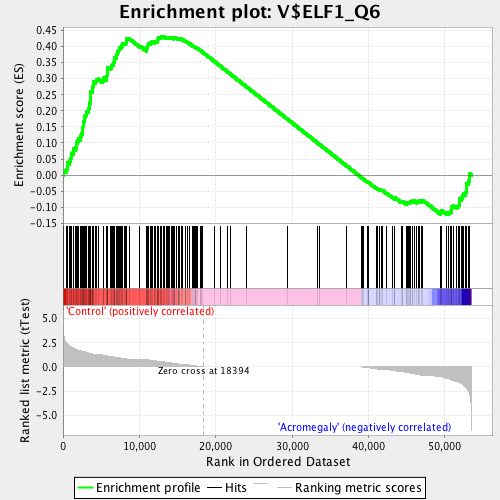 Enrichment plot: V$ELF1_Q6
Enrichment score (ES)
0.45
0.40
0.35
0.30
0.25
0.20
0.15
0.10
0.05
0.00
-0.05
-0.10
-0.15
'Control' (positively correlated)
Ranked list metric (tTest)
5.0
2.5
0.0
-2.5
-5.0
Zero cross at 18394
'Acromegaly' (negatively correlated)
0
10,000
20,000
30,000
40,000
50,000
Rank in Ordered Dataset
Enrichment profile
Hits
Ranking metric scores